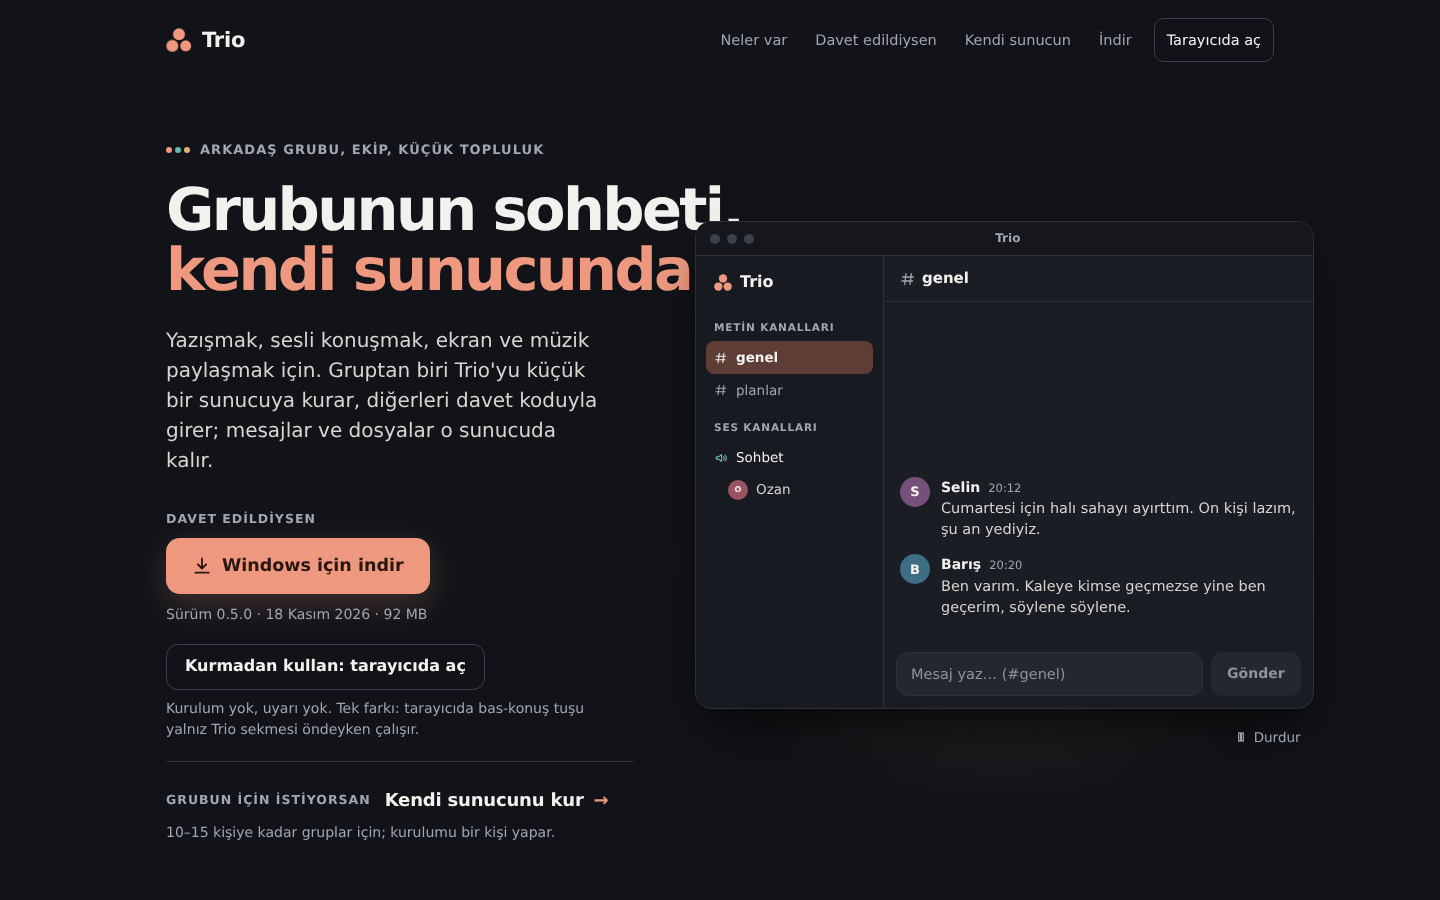 Trio
Neler var
Davet edildiysen
Kendi sunucun
İndir
Tarayıcıda aç
ARKADAŞ GRUBU, EKİP, KÜÇÜK TOPLULUK
Grubunun sohbeti,
kendi sunucunda
Yazışmak, sesli konuşmak, ekran ve müzik
paylaşmak için. Gruptan biri Trio'yu küçük
bir sunucuya kurar, diğerleri davet koduyla
girer; mesajlar ve dosyalar o sunucuda
kalır.
DAVET EDİLDİYSEN
Windows için indir
Sürüm 0.5.0 · 18 Kasım 2026 · 92 MB
Kurmadan kullan: tarayıcıda aç
Kurulum yok, uyarı yok. Tek farkı: tarayıcıda bas-konuş tuşu
yalnız Trio sekmesi öndeyken çalışır.
GRUBUN İÇİN İSTİYORSAN Kendi sunucunu kur →
10–15 kişiye kadar gruplar için; kurulumu bir kişi yapar.
Trio
Trio
METİN KANALLARI
# genel
# planlar
SES KANALLARI
Sohbet
O Ozan
# genel
S Selin 20:12
Cumartesi için halı sahayı ayırttım. On kişi lazım,
şu an yediyiz.
B Barış 20:20
Ben varım. Kaleye kimse geçmezse yine ben
geçerim, söylene söylene.
Mesaj yaz... (#genel)
Gönder
Durdur